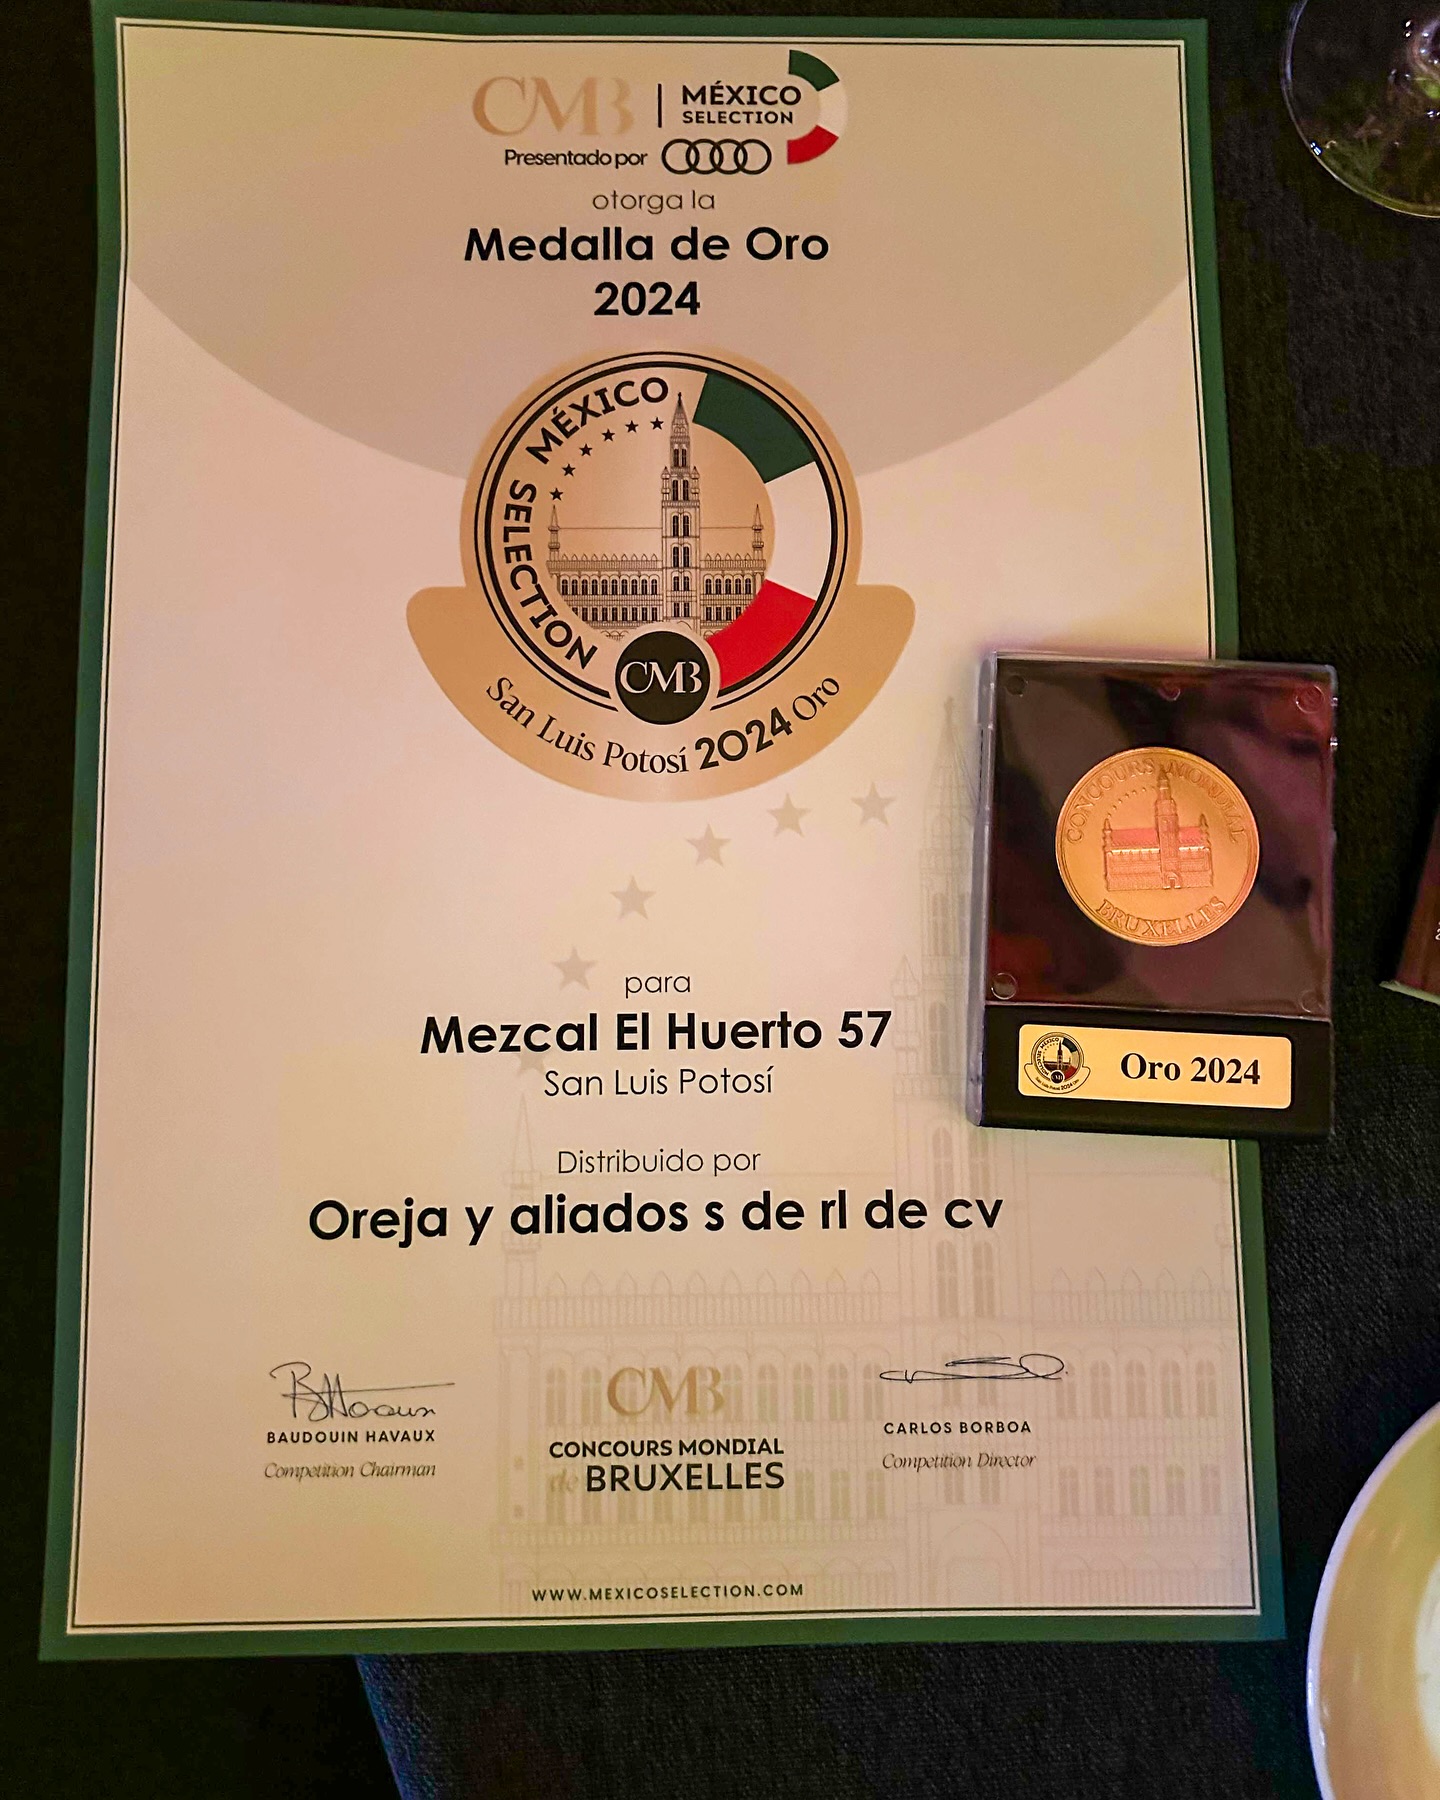 CMB | MÉXICO
SELECTION
Presentado por
otorga la
Medalla de Oro
2024
MÉXICO SELECTION
CMB
San Luis Potosí 2024 Oro
para
Mezcal El Huerto 57
San Luis Potosí
Distribuido por
Oreja y aliados s de rl de cv
BAUDOUIN HAVAUX
Competition Chairman
CMB
CONCOURS MONDIAL
de BRUXELLES
CARLOS BORBOA
Competition Director
WWW.MEXICOSELECTION.COM
CONCOURS MONDIAL
BRUXELLES
Oro 2024